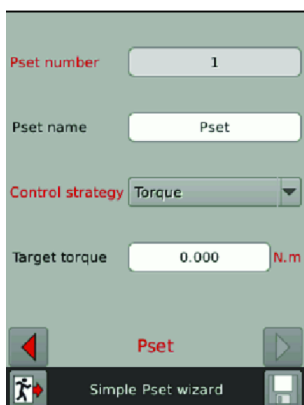 Pset number 1
Pset name Pset
Control strategy Torque
Target torque 0.000 N.m
Pset
Simple Pset wizard